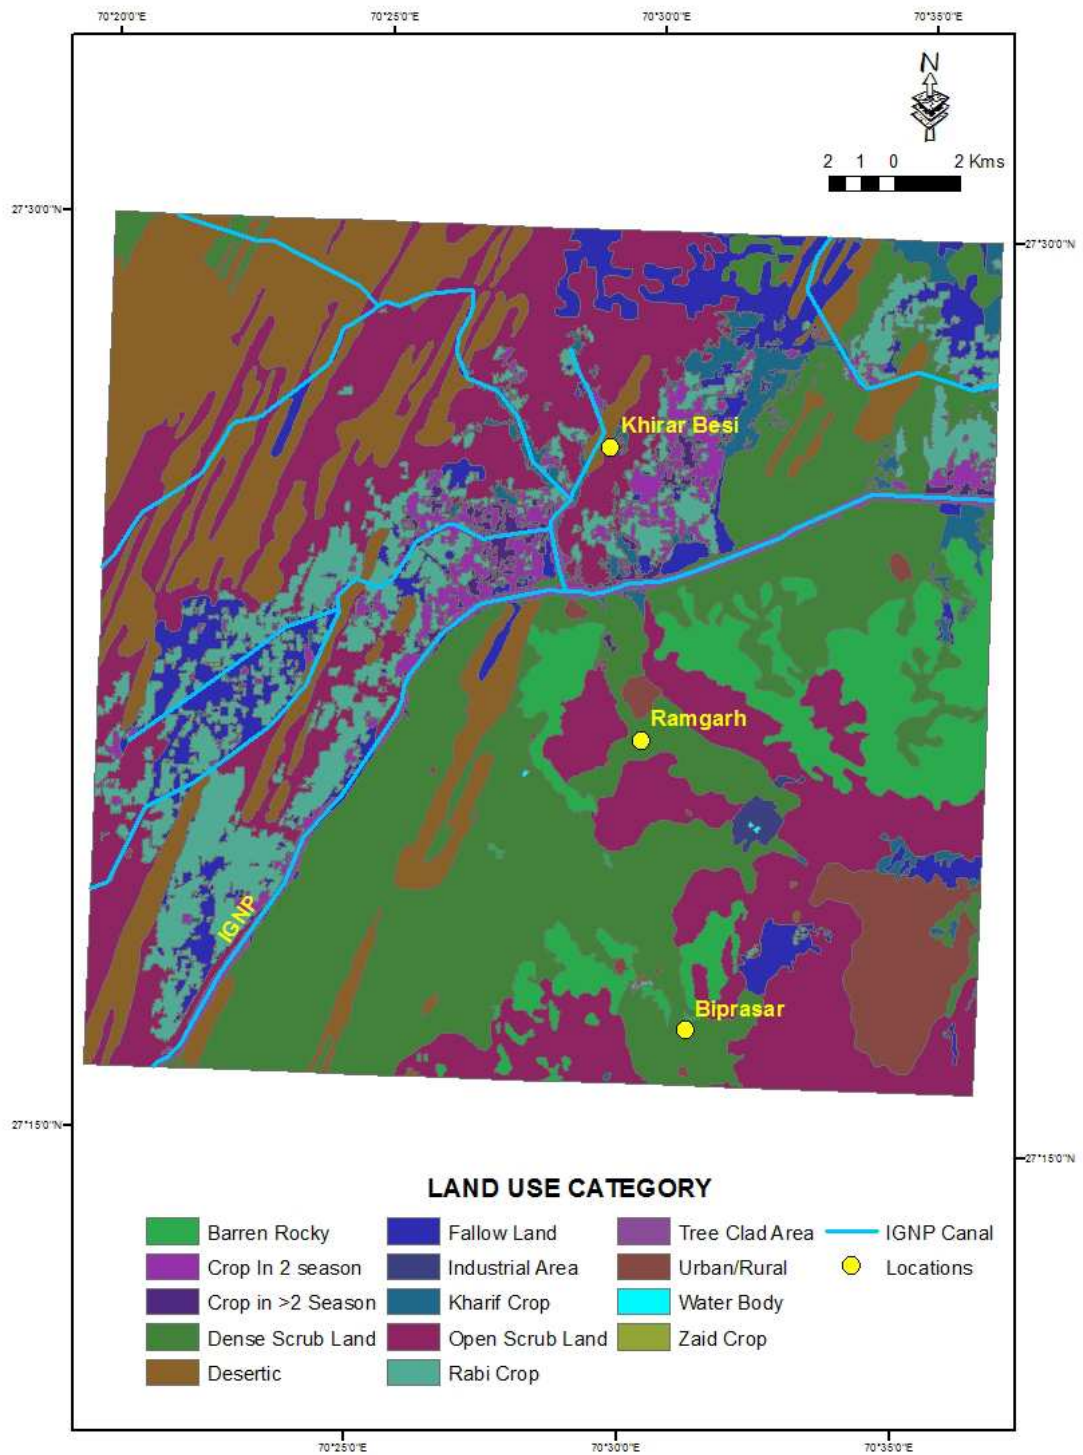 70°20'0"E 70°25'0"E 70°30'0"E 70°35'0"E
N
2 1 0 2 Kms
27°30'0"N
27°30'0"N
Khirar Besi
Ramgarh
IGNP
Biprasar
27°15'0"N
27°15'0"N
LAND USE CATEGORY
Barren Rocky Fallow Land Tree Clad Area IGNP Canal
Crop In 2 season Industrial Area Urban/Rural Locations
Crop in >2 Season Kharif Crop Water Body
Dense Scrub Land Open Scrub Land Zaid Crop
Desertic Rabi Crop
70°25'0"E 70°30'0"E 70°35'0"E